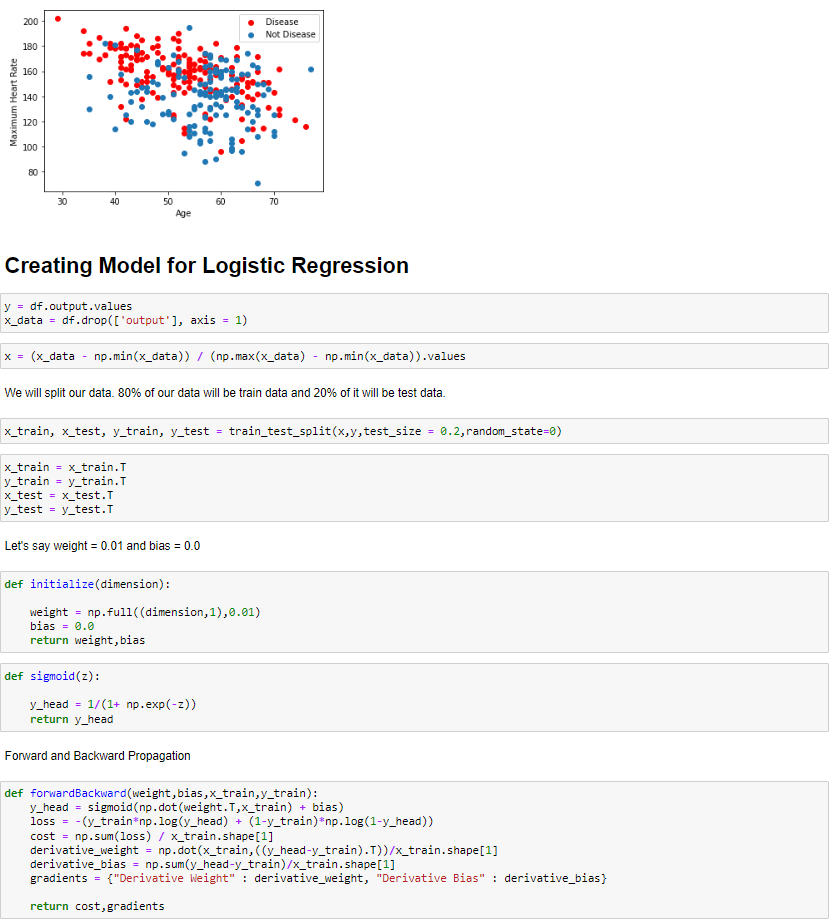 Disease
Not Disease
200
180
160
140
120
100
80
Maximum Heart Rate
30 40 50 60 70
Age
Creating Model for Logistic Regression
y = df.output.values
x_data = df.drop(['output'], axis = 1)
x = (x_data - np.min(x_data)) / (np.max(x_data) - np.min(x_data)).values
We will split our data. 80% of our data will be train data and 20% of it will be test data.
x_train, x_test, y_train, y_test = train_test_split(x,y,test_size = 0.2,random_state=0)
x_train = x_train.T
y_train = y_train.T
x_test = x_test.T
y_test = y_test.T
Let's say weight = 0.01 and bias = 0.0
def initialize(dimension):
    weight = np.full((dimension,1),0.01)
    bias = 0.0
    return weight,bias
def sigmoid(z):
    y_head = 1/(1+ np.exp(-z))
    return y_head
Forward and Backward Propagation
def forwardBackward(weight,bias,x_train,y_train):
    y_head = sigmoid(np.dot(weight.T,x_train) + bias)
    loss = -(y_train*np.log(y_head) + (1-y_train)*np.log(1-y_head))
    cost = np.sum(loss) / x_train.shape[1]
    derivative_weight = np.dot(x_train,((y_head-y_train).T))/x_train.shape[1]
    derivative_bias = np.sum(y_head-y_train)/x_train.shape[1]
    gradients = {"Derivative Weight" : derivative_weight, "Derivative Bias" : derivative_bias}
    return cost,gradients